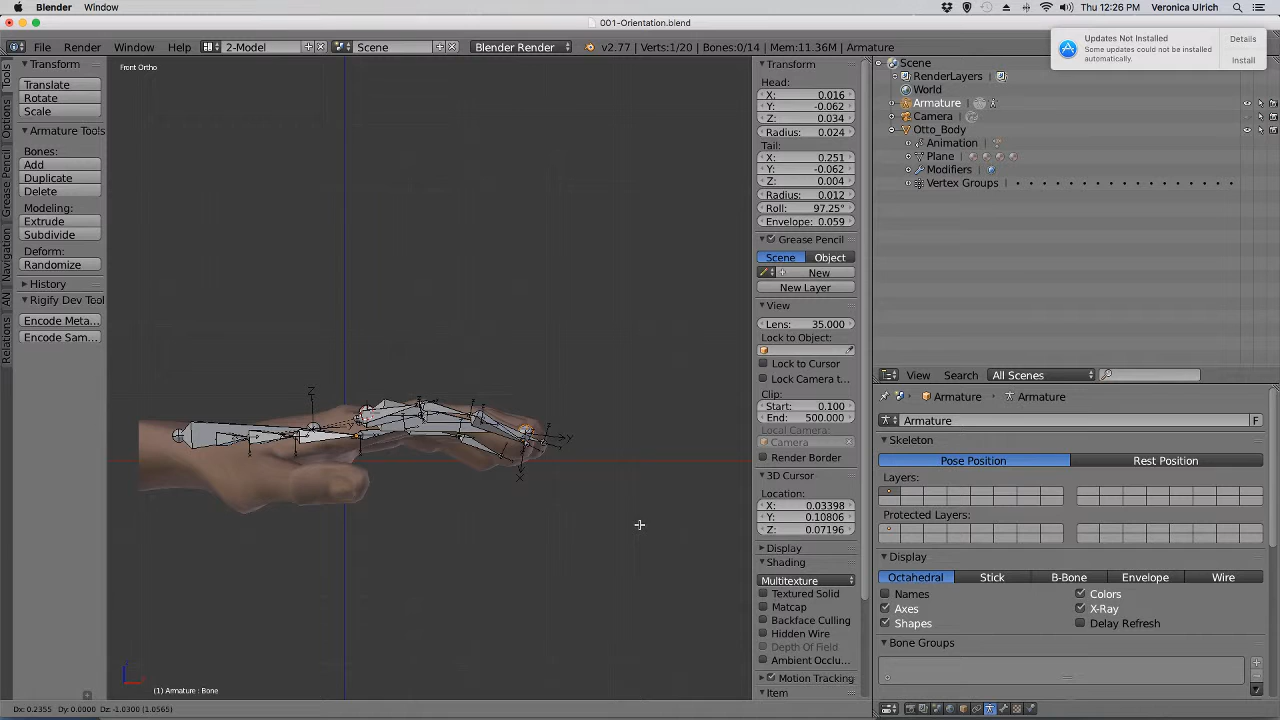 Blender Window Thu 12:26 PM Veronica Ulrich
001-Orientation.blend
File Render Window Help 2-Model Scene Blender Render v2.77 | Verts:1/20 | Bones:0/14 | Mem:11.36M | Armature
Updates Not Installed
Some updates could not be installed automatically.
Details
Install
Tools
Options
Grease Pencil
Navigation
AN
Relations
Transform
Translate
Rotate
Scale
Armature Tools
Bones:
Add
Duplicate
Delete
Modeling:
Extrude
Subdivide
Deform:
Randomize
History
Rigify Dev Tool
Encode Meta...
Encode Sam...
Front Ortho
Z
Y
X
(1) Armature : Bone
Dx: 0.2355 Dy: 0.0000 Dz: -1.0300 (1.0565)
Transform
Head:
X: 0.016
Y: -0.062
Z: 0.034
Radius: 0.024
Tail:
X: 0.251
Y: -0.062
Z: 0.004
Radius: 0.012
Roll: 97.25°
Envelope: 0.059
Grease Pencil
Scene Object
New
New Layer
View
Lens: 35.000
Lock to Object:
Lock to Cursor
Lock Camera t...
Clip:
Start: 0.100
End: 500.000
Local Camera:
Camera
Render Border
3D Cursor
Location:
X: 0.03398
Y: 0.10806
Z: 0.07196
Display
Shading
Multitexture
Textured Solid
Matcap
Backface Culling
Hidden Wire
Depth Of Field
Ambient Occlu...
Motion Tracking
Item
Scene
RenderLayers
World
Armature
Camera
Otto_Body
Animation
Plane
Modifiers
Vertex Groups
View Search All Scenes
Armature Armature
Armature F
Skeleton
Pose Position Rest Position
Layers:
Protected Layers:
Display
Octahedral Stick B-Bone Envelope Wire
Names Colors
Axes X-Ray
Shapes Delay Refresh
Bone Groups